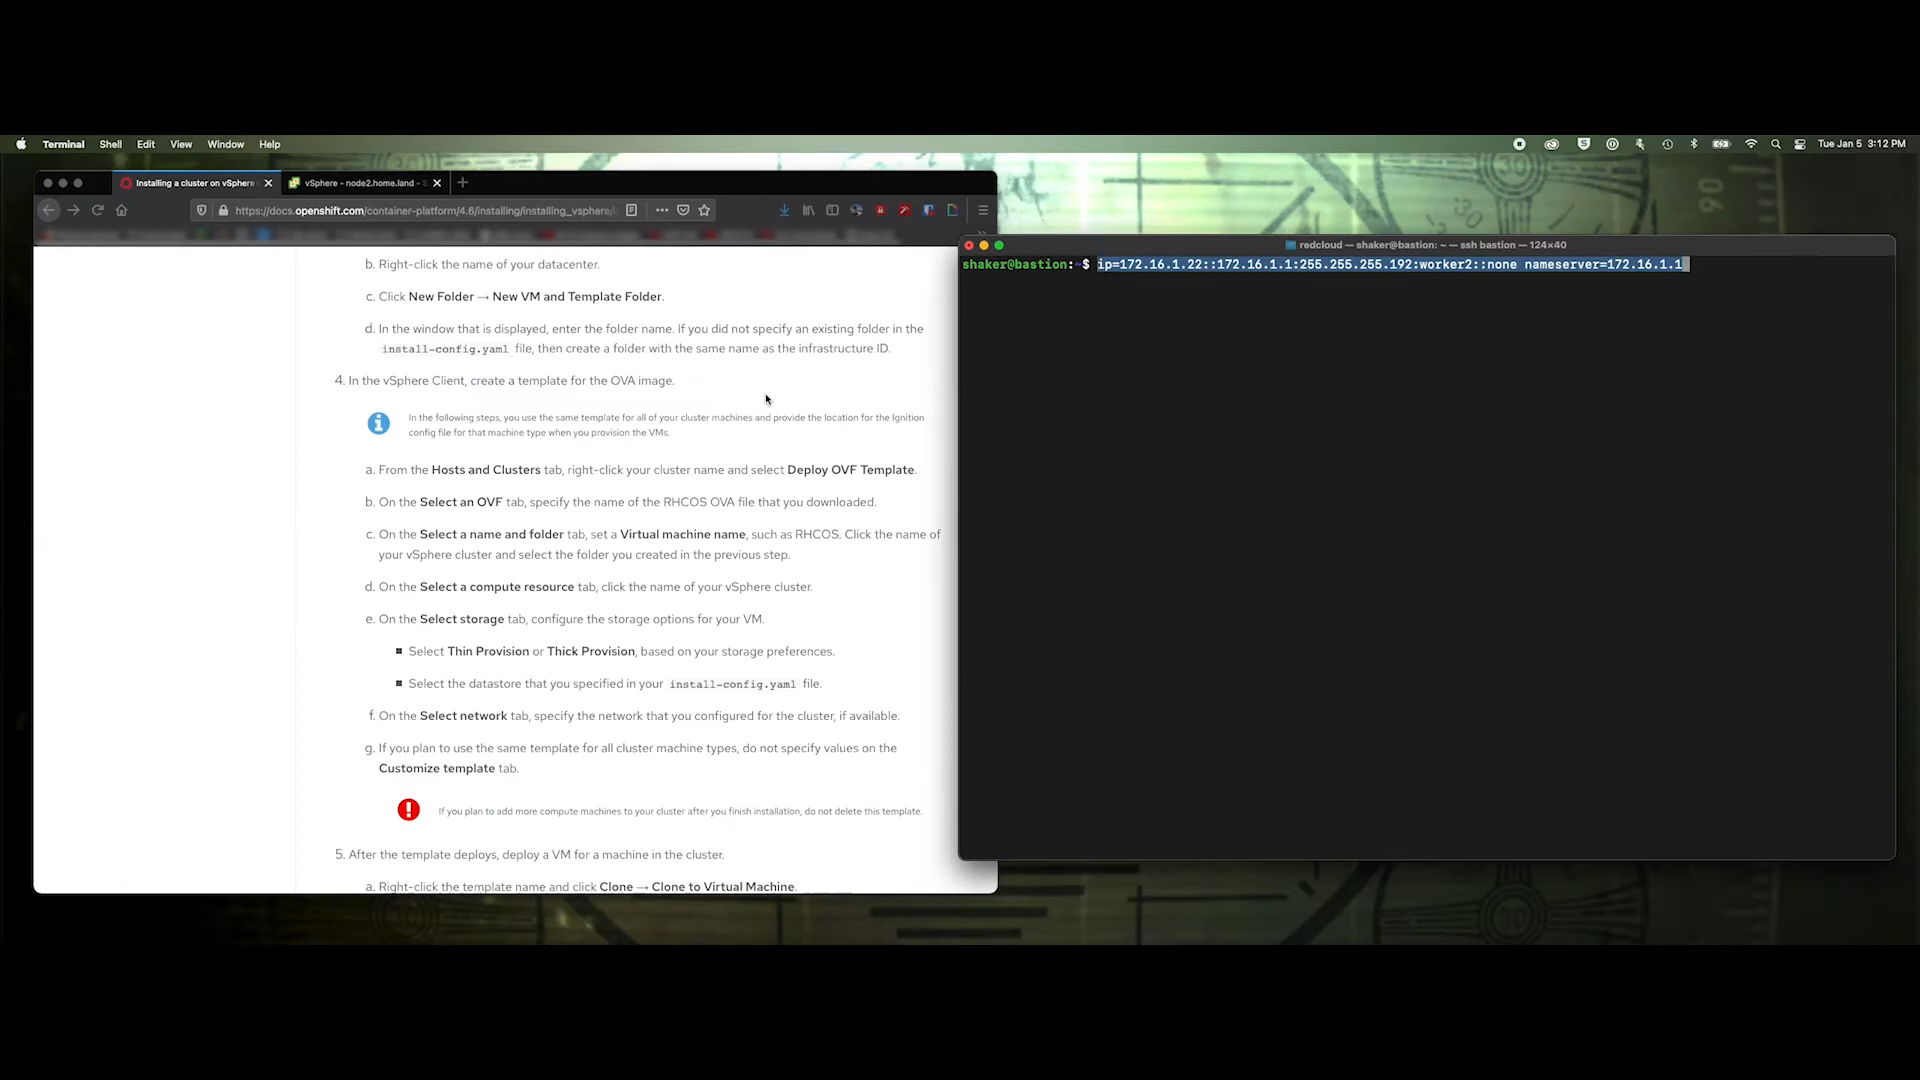 Terminal Shell Edit View Window Help
Tue Jan 5 3:12 PM
Installing a cluster on vSphere
vSphere - node2.home.land - S
https://docs.openshift.com/container-platform/4.6/installing/installing_vsphere/
b. Right-click the name of your datacenter.
c. Click New Folder → New VM and Template Folder.
d. In the window that is displayed, enter the folder name. If you did not specify an existing folder in the
install-config.yaml file, then create a folder with the same name as the infrastructure ID.
4. In the vSphere Client, create a template for the OVA image.
In the following steps, you use the same template for all of your cluster machines and provide the location for the Ignition
config file for that machine type when you provision the VMs.
a. From the Hosts and Clusters tab, right-click your cluster name and select Deploy OVF Template.
b. On the Select an OVF tab, specify the name of the RHCOS OVA file that you downloaded.
c. On the Select a name and folder tab, set a Virtual machine name, such as RHCOS. Click the name of
your vSphere cluster and select the folder you created in the previous step.
d. On the Select a compute resource tab, click the name of your vSphere cluster.
e. On the Select storage tab, configure the storage options for your VM.
Select Thin Provision or Thick Provision, based on your storage preferences.
Select the datastore that you specified in your install-config.yaml file.
f. On the Select network tab, specify the network that you configured for the cluster, if available.
g. If you plan to use the same template for all cluster machine types, do not specify values on the
Customize template tab.
If you plan to add more compute machines to your cluster after you finish installation, do not delete this template.
5. After the template deploys, deploy a VM for a machine in the cluster.
a. Right-click the template name and click Clone → Clone to Virtual Machine.
redcloud — shaker@bastion: ~ — ssh bastion — 124×40
shaker@bastion:~$ ip=172.16.1.22::172.16.1.1:255.255.255.192:worker2::none nameserver=172.16.1.1
90
30
30
30